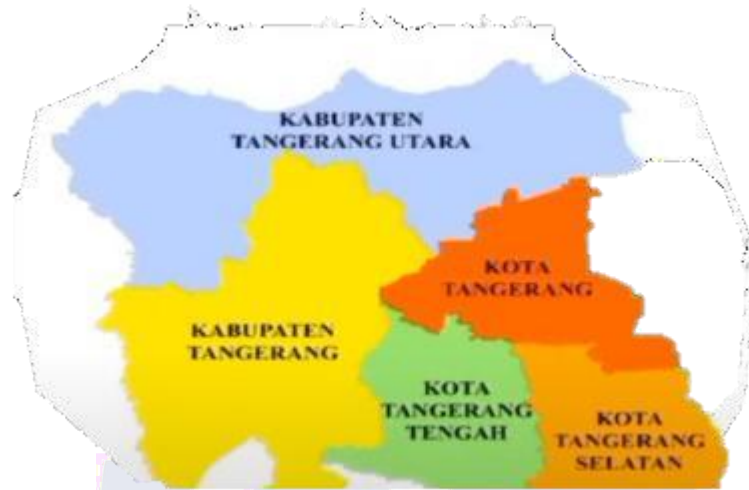 KABUPATEN
TANGERANG UTARA
KOTA
TANGERANG
KABUPATEN
TANGERANG
KOTA
TANGERANG
TENGAH
KOTA
TANGERANG
SELATAN